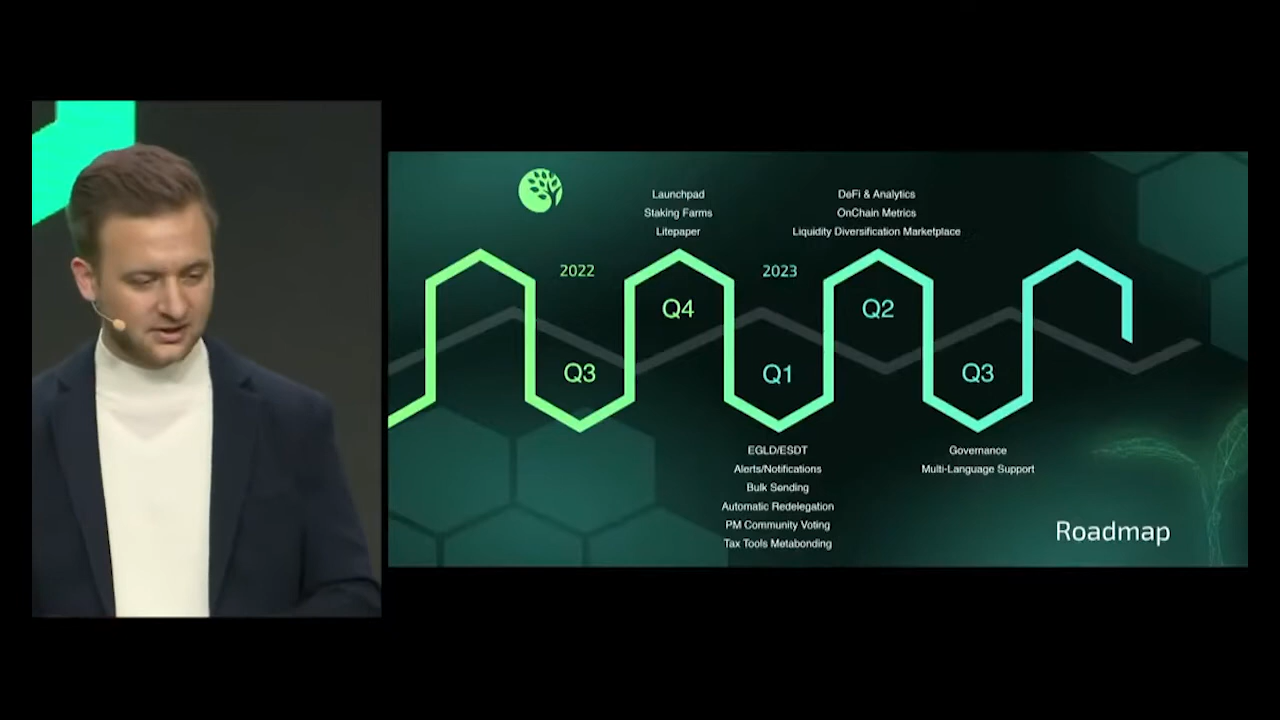 Launchpad
Staking Farms
Litepaper
DeFi & Analytics
OnChain Metrics
Liquidity Diversification Marketplace
2022
2023
Q4
Q2
Q3
Q1
Q3
EGLD/ESDT
Alerts/Notifications
Bulk Sending
Automatic Redelegation
PM Community Voting
Tax Tools Metabonding
Governance
Multi-Language Support
Roadmap